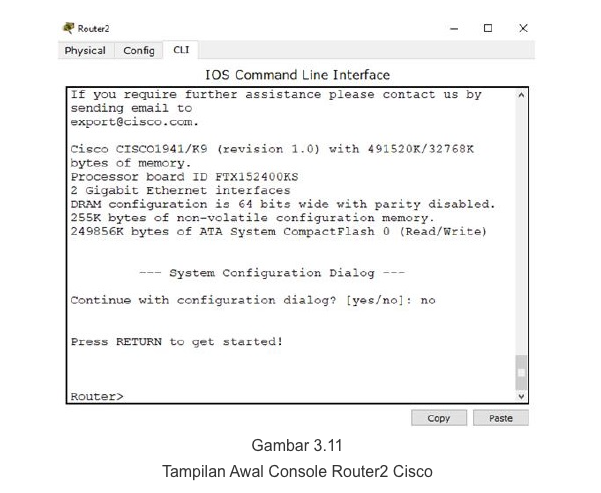 Router2
Physical Config CLI
IOS Command Line Interface
If you require further assistance please contact us by
sending email to
export@cisco.com.
Cisco CISCO1941/K9 (revision 1.0) with 491520K/32768K
bytes of memory.
Processor board ID FTX152400KS
2 Gigabit Ethernet interfaces
DRAM configuration is 64 bits wide with parity disabled.
255K bytes of non-volatile configuration memory.
249856K bytes of ATA System CompactFlash 0 (Read/Write)
--- System Configuration Dialog ---
Continue with configuration dialog? [yes/no]: no
Press RETURN to get started!
Router>
Copy Paste
Gambar 3.11
Tampilan Awal Console Router2 Cisco